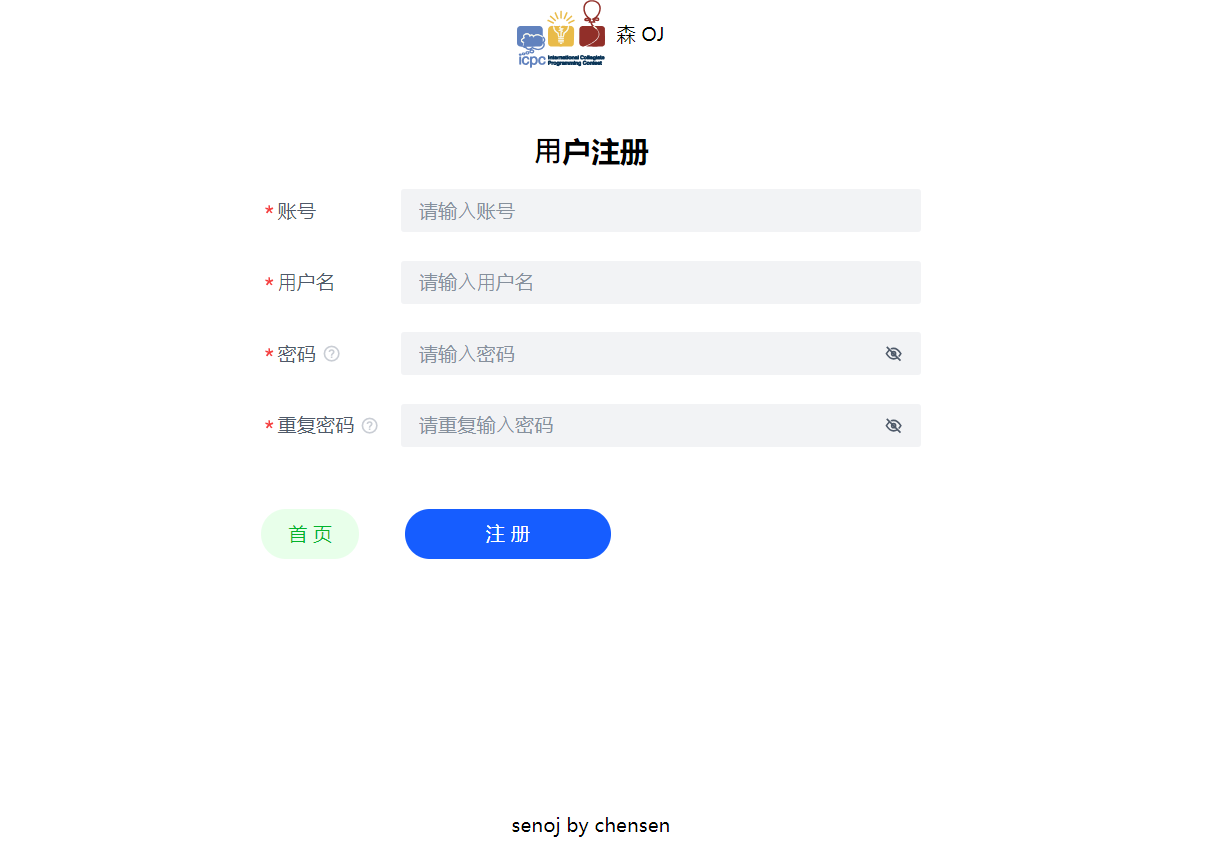 森 OJ
icpc International Collegiate
Programming Contest
用户注册
* 账号 请输入账号
* 用户名 请输入用户名
* 密码 ? 请输入密码
* 重复密码 ? 请重复输入密码
首 页 注 册
senoj by chensen